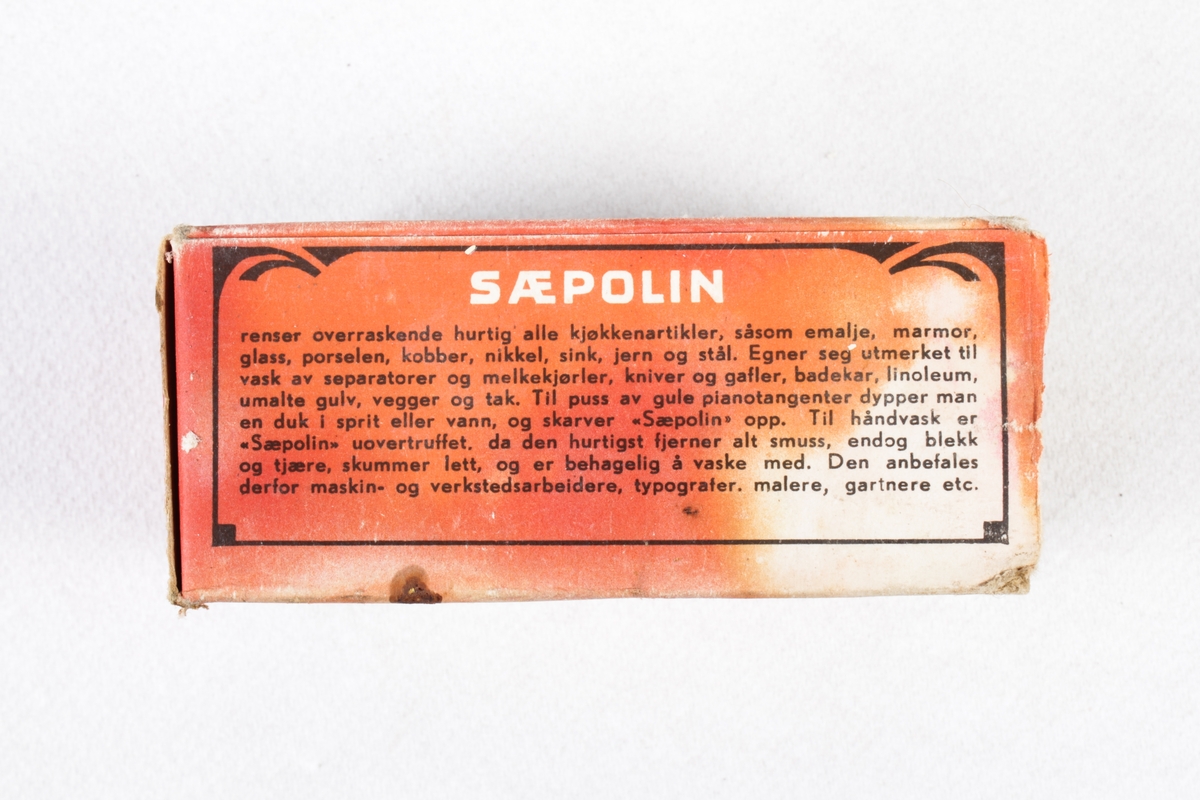 SÆPOLIN
renser overraskende hurtig alle kjøkkenartikler, såsom emalje, marmor,
glass, porselen, kobber, nikkel, sink, jern og stål. Egner seg utmerket til
vask av separatorer og melkekjørler, kniver og gafler, badekar, linoleum,
umalte gulv, vegger og tak. Til puss av gule pianotangenter dypper man
en duk i sprit eller vann, og skarver «Sæpolin» opp. Til håndvask er
«Sæpolin» uovertruffet. da den hurtigst fjerner alt smuss, endog blekk
og tjære, skummer lett, og er behagelig å vaske med. Den anbefales
derfor maskin- og verkstedsarbeidere, typografer. malere, gartnere etc.